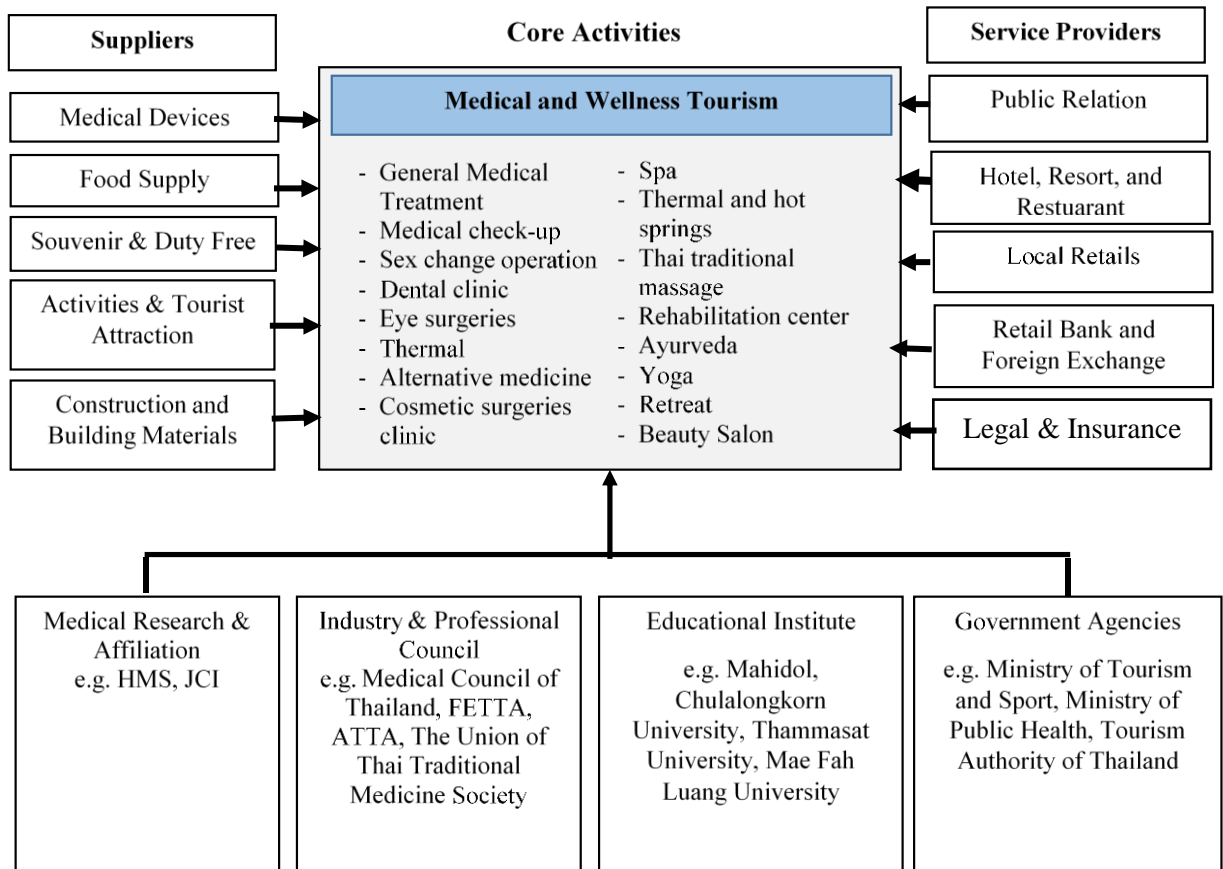 Suppliers
Core Activities
Service Providers
Medical Devices
Food Supply
Souvenir & Duty Free
Activities & Tourist
Attraction
Construction and
Building Materials
Medical and Wellness Tourism
- General Medical
Treatment
- Medical check-up
- Sex change operation
- Dental clinic
- Eye surgeries
- Thermal
- Alternative medicine
- Cosmetic surgeries
clinic
- Spa
- Thermal and hot
springs
- Thai traditional
massage
- Rehabilitation center
- Ayurveda
- Yoga
- Retreat
- Beauty Salon
Public Relation
Hotel, Resort, and
Restuarant
Local Retails
Retail Bank and
Foreign Exchange
Legal & Insurance
Medical Research &
Affiliation
e.g. HMS, JCI
Industry & Professional
Council
e.g. Medical Council of
Thailand, FETTA,
ATTA, The Union of
Thai Traditional
Medicine Society
Educational Institute
e.g. Mahidol,
Chulalongkorn
University, Thammasat
University, Mae Fah
Luang University
Government Agencies
e.g. Ministry of Tourism
and Sport, Ministry of
Public Health, Tourism
Authority of Thailand